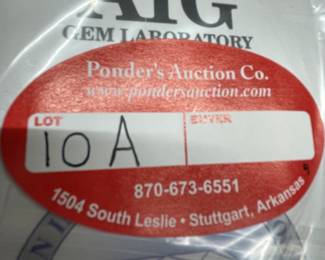 AIG
GEM LABORATORY
Ponder's Auction Co.
www.pondersauction.com
LOT
BUYER
10 A
870-673-6551
1504 South Leslie • Stuttgart, Arkansas